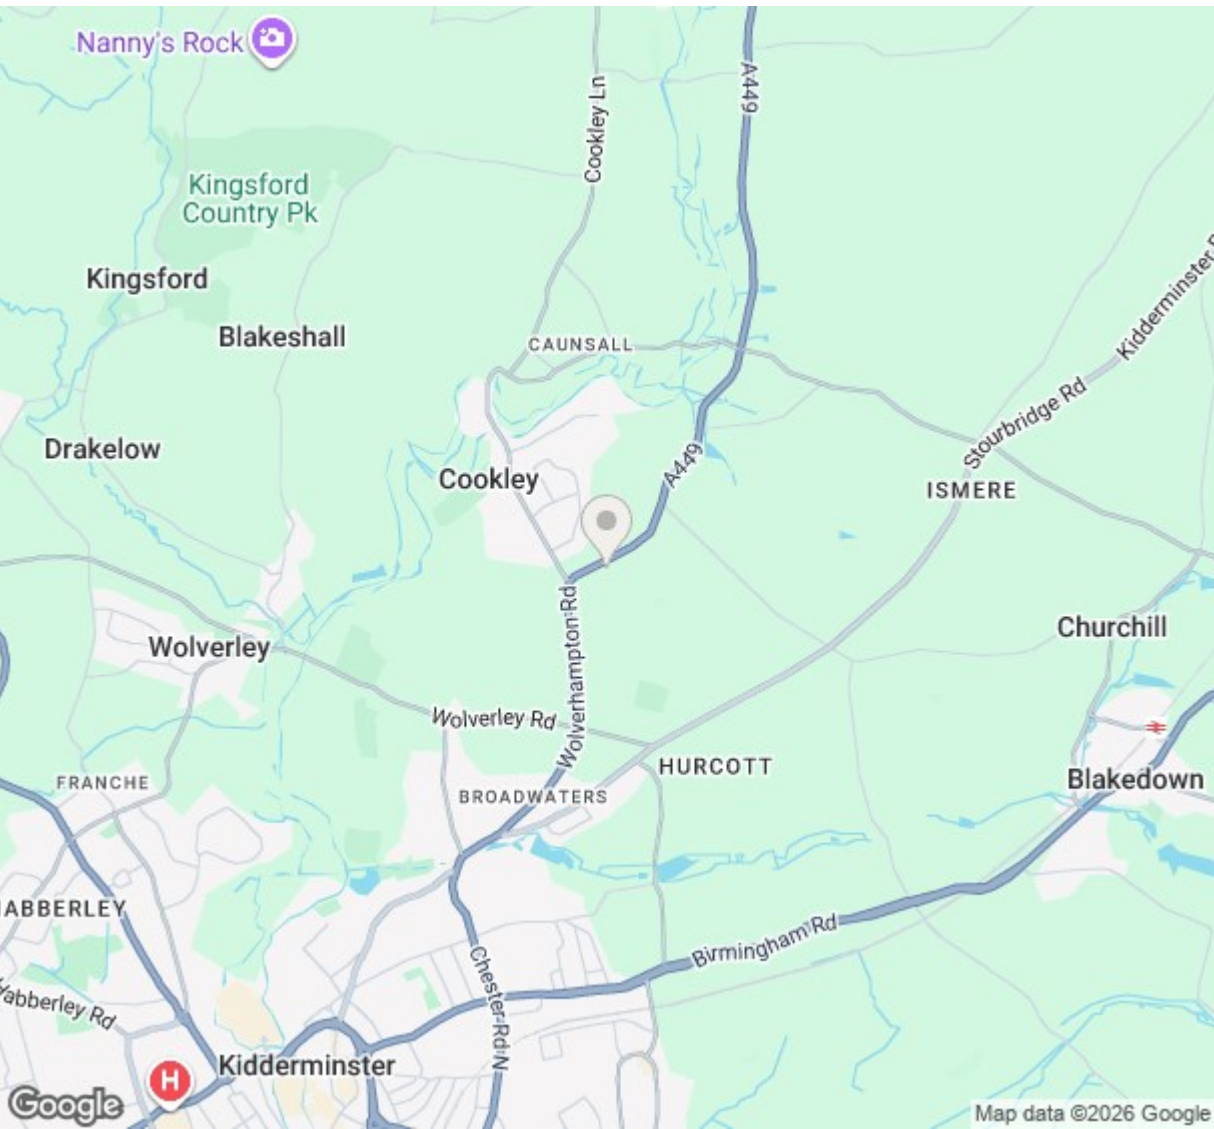 Nanny's Rock
A449
Cookley Ln
Kingsford
Country Pk
Kingsford
Blakeshall
Kidderminster
CAUNSALL
Stourbridge Rd
Drakelow
A449
Cookley
ISMERE
Wolverhampton Rd
Churchill
Wolverley
Wolverley Rd
HURCOTT
FRANCHE
BROADWATERS
Blakedown
HABBERLEY
Birmingham Rd
Chester Rd N
Habberley Rd
Kidderminster
H
Google
Map data ©2026 Google